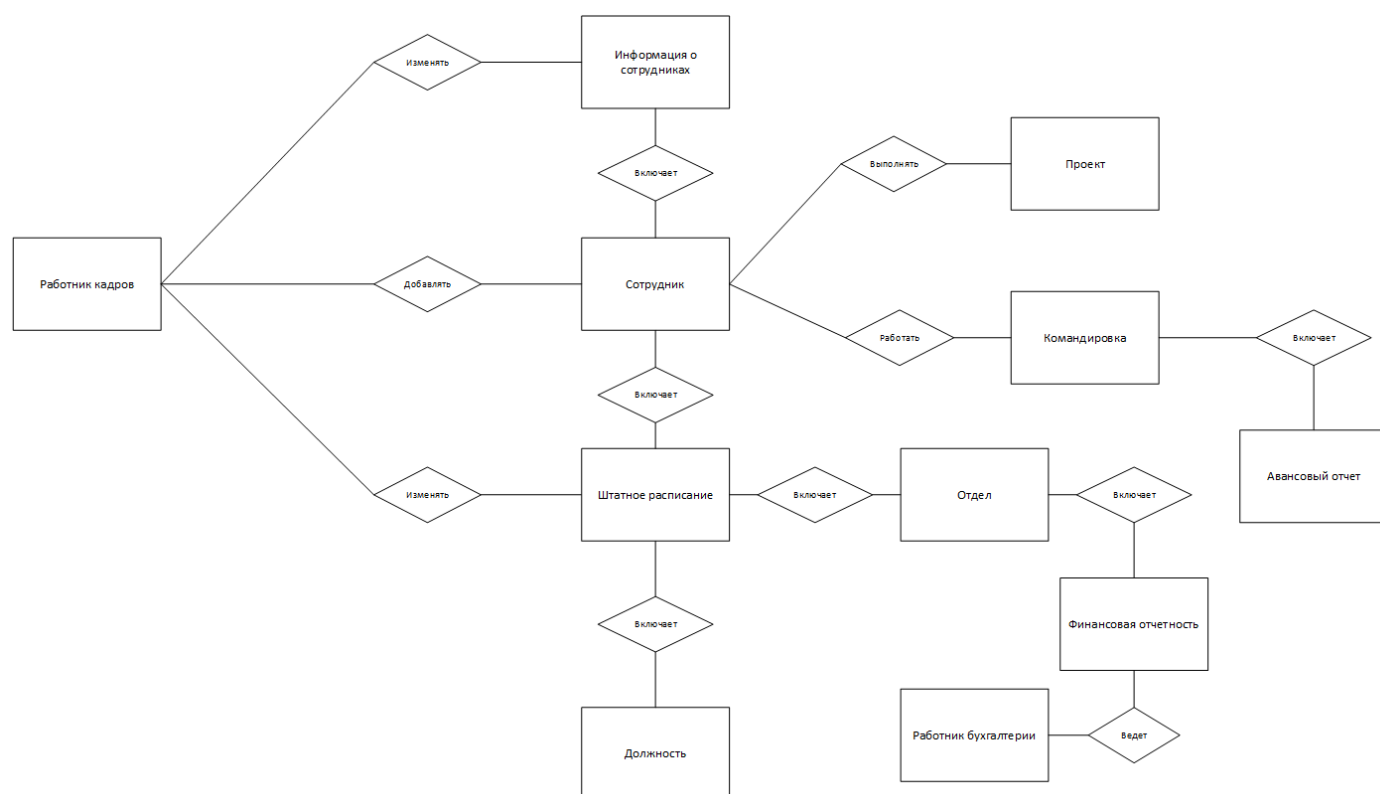 Информация о
сотрудниках
Изменять
Включает
Выполнять
Проект
Работник кадров
Добавлять
Сотрудник
Работать
Командировка
Включает
Включает
Авансовый отчет
Изменять
Штатное расписание
Включает
Отдел
Включает
Включает
Финансовая отчетность
Работник бухгалтерии
Ведет
Должность